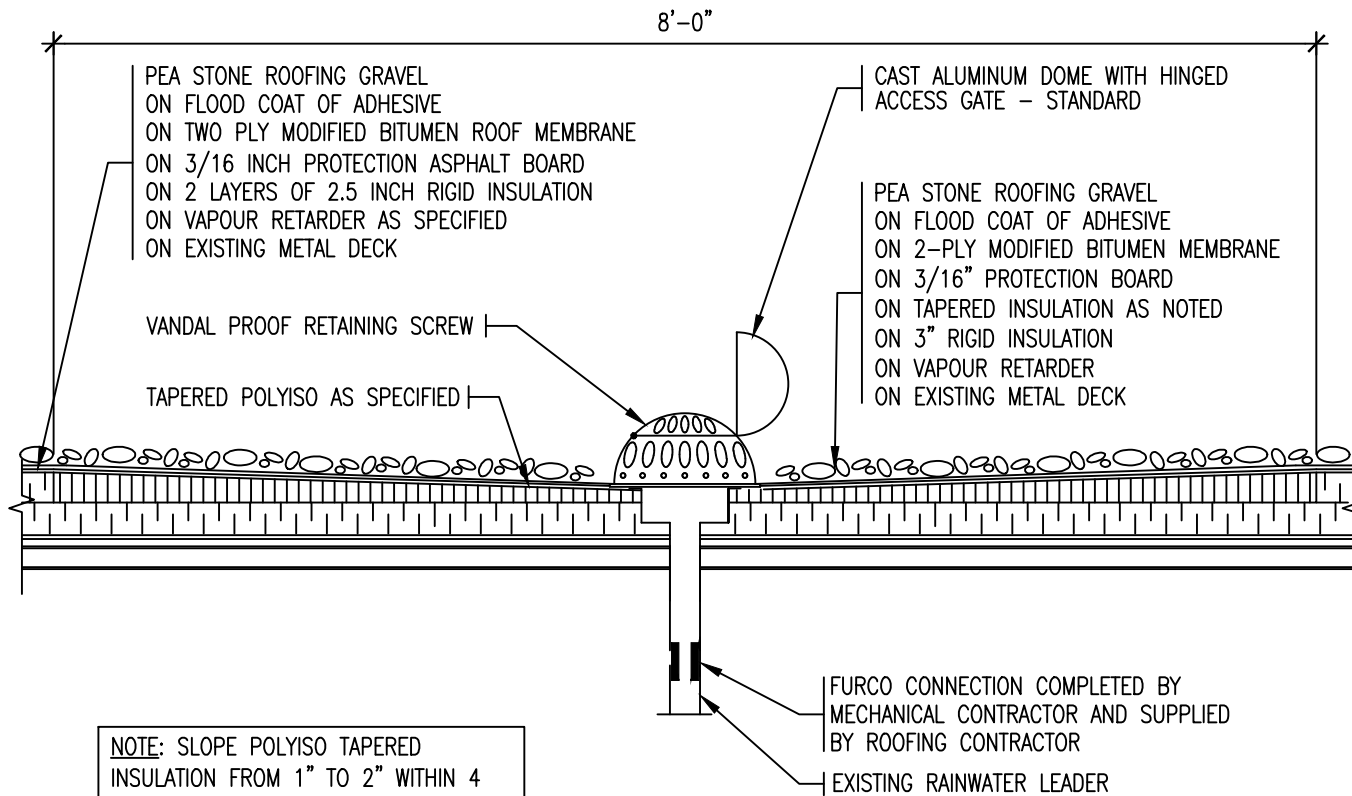 8'-0"
PEA STONE ROOFING GRAVEL
ON FLOOD COAT OF ADHESIVE
ON TWO PLY MODIFIED BITUMEN ROOF MEMBRANE
ON 3/16 INCH PROTECTION ASPHALT BOARD
ON 2 LAYERS OF 2.5 INCH RIGID INSULATION
ON VAPOUR RETARDER AS SPECIFIED
ON EXISTING METAL DECK
CAST ALUMINUM DOME WITH HINGED
ACCESS GATE – STANDARD
PEA STONE ROOFING GRAVEL
ON FLOOD COAT OF ADHESIVE
ON 2-PLY MODIFIED BITUMEN MEMBRANE
ON 3/16" PROTECTION BOARD
ON TAPERED INSULATION AS NOTED
ON 3" RIGID INSULATION
ON VAPOUR RETARDER
ON EXISTING METAL DECK
VANDAL PROOF RETAINING SCREW
TAPERED POLYISO AS SPECIFIED
FURCO CONNECTION COMPLETED BY
MECHANICAL CONTRACTOR AND SUPPLIED
BY ROOFING CONTRACTOR
EXISTING RAINWATER LEADER
NOTE: SLOPE POLYISO TAPERED
INSULATION FROM 1" TO 2" WITHIN 4